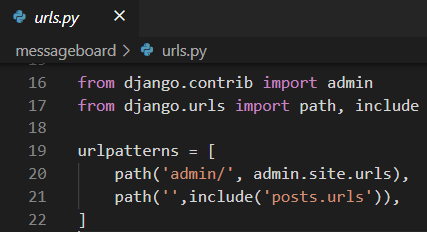 urls.py
messageboard > urls.py
16 from django.contrib import admin
17 from django.urls import path, include
18
19 urlpatterns = [
20     path('admin/', admin.site.urls),
21     path('',include('posts.urls')),
22 ]